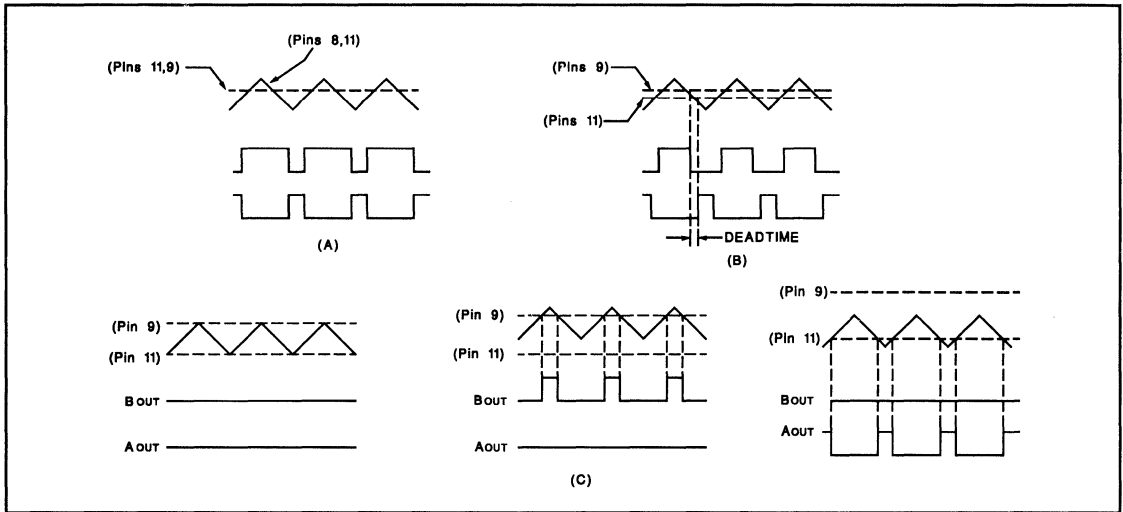 (Pins 8,11)
(Pins 11,9)
(A)
(Pins 9)
(Pins 11)
DEADTIME
(B)
(Pin 9)
(Pin 11)
BOUT
AOUT
(Pin 9)
(Pin 11)
BOUT
AOUT
(C)
(Pin 9)
(Pin 11)
BOUT
AOUT